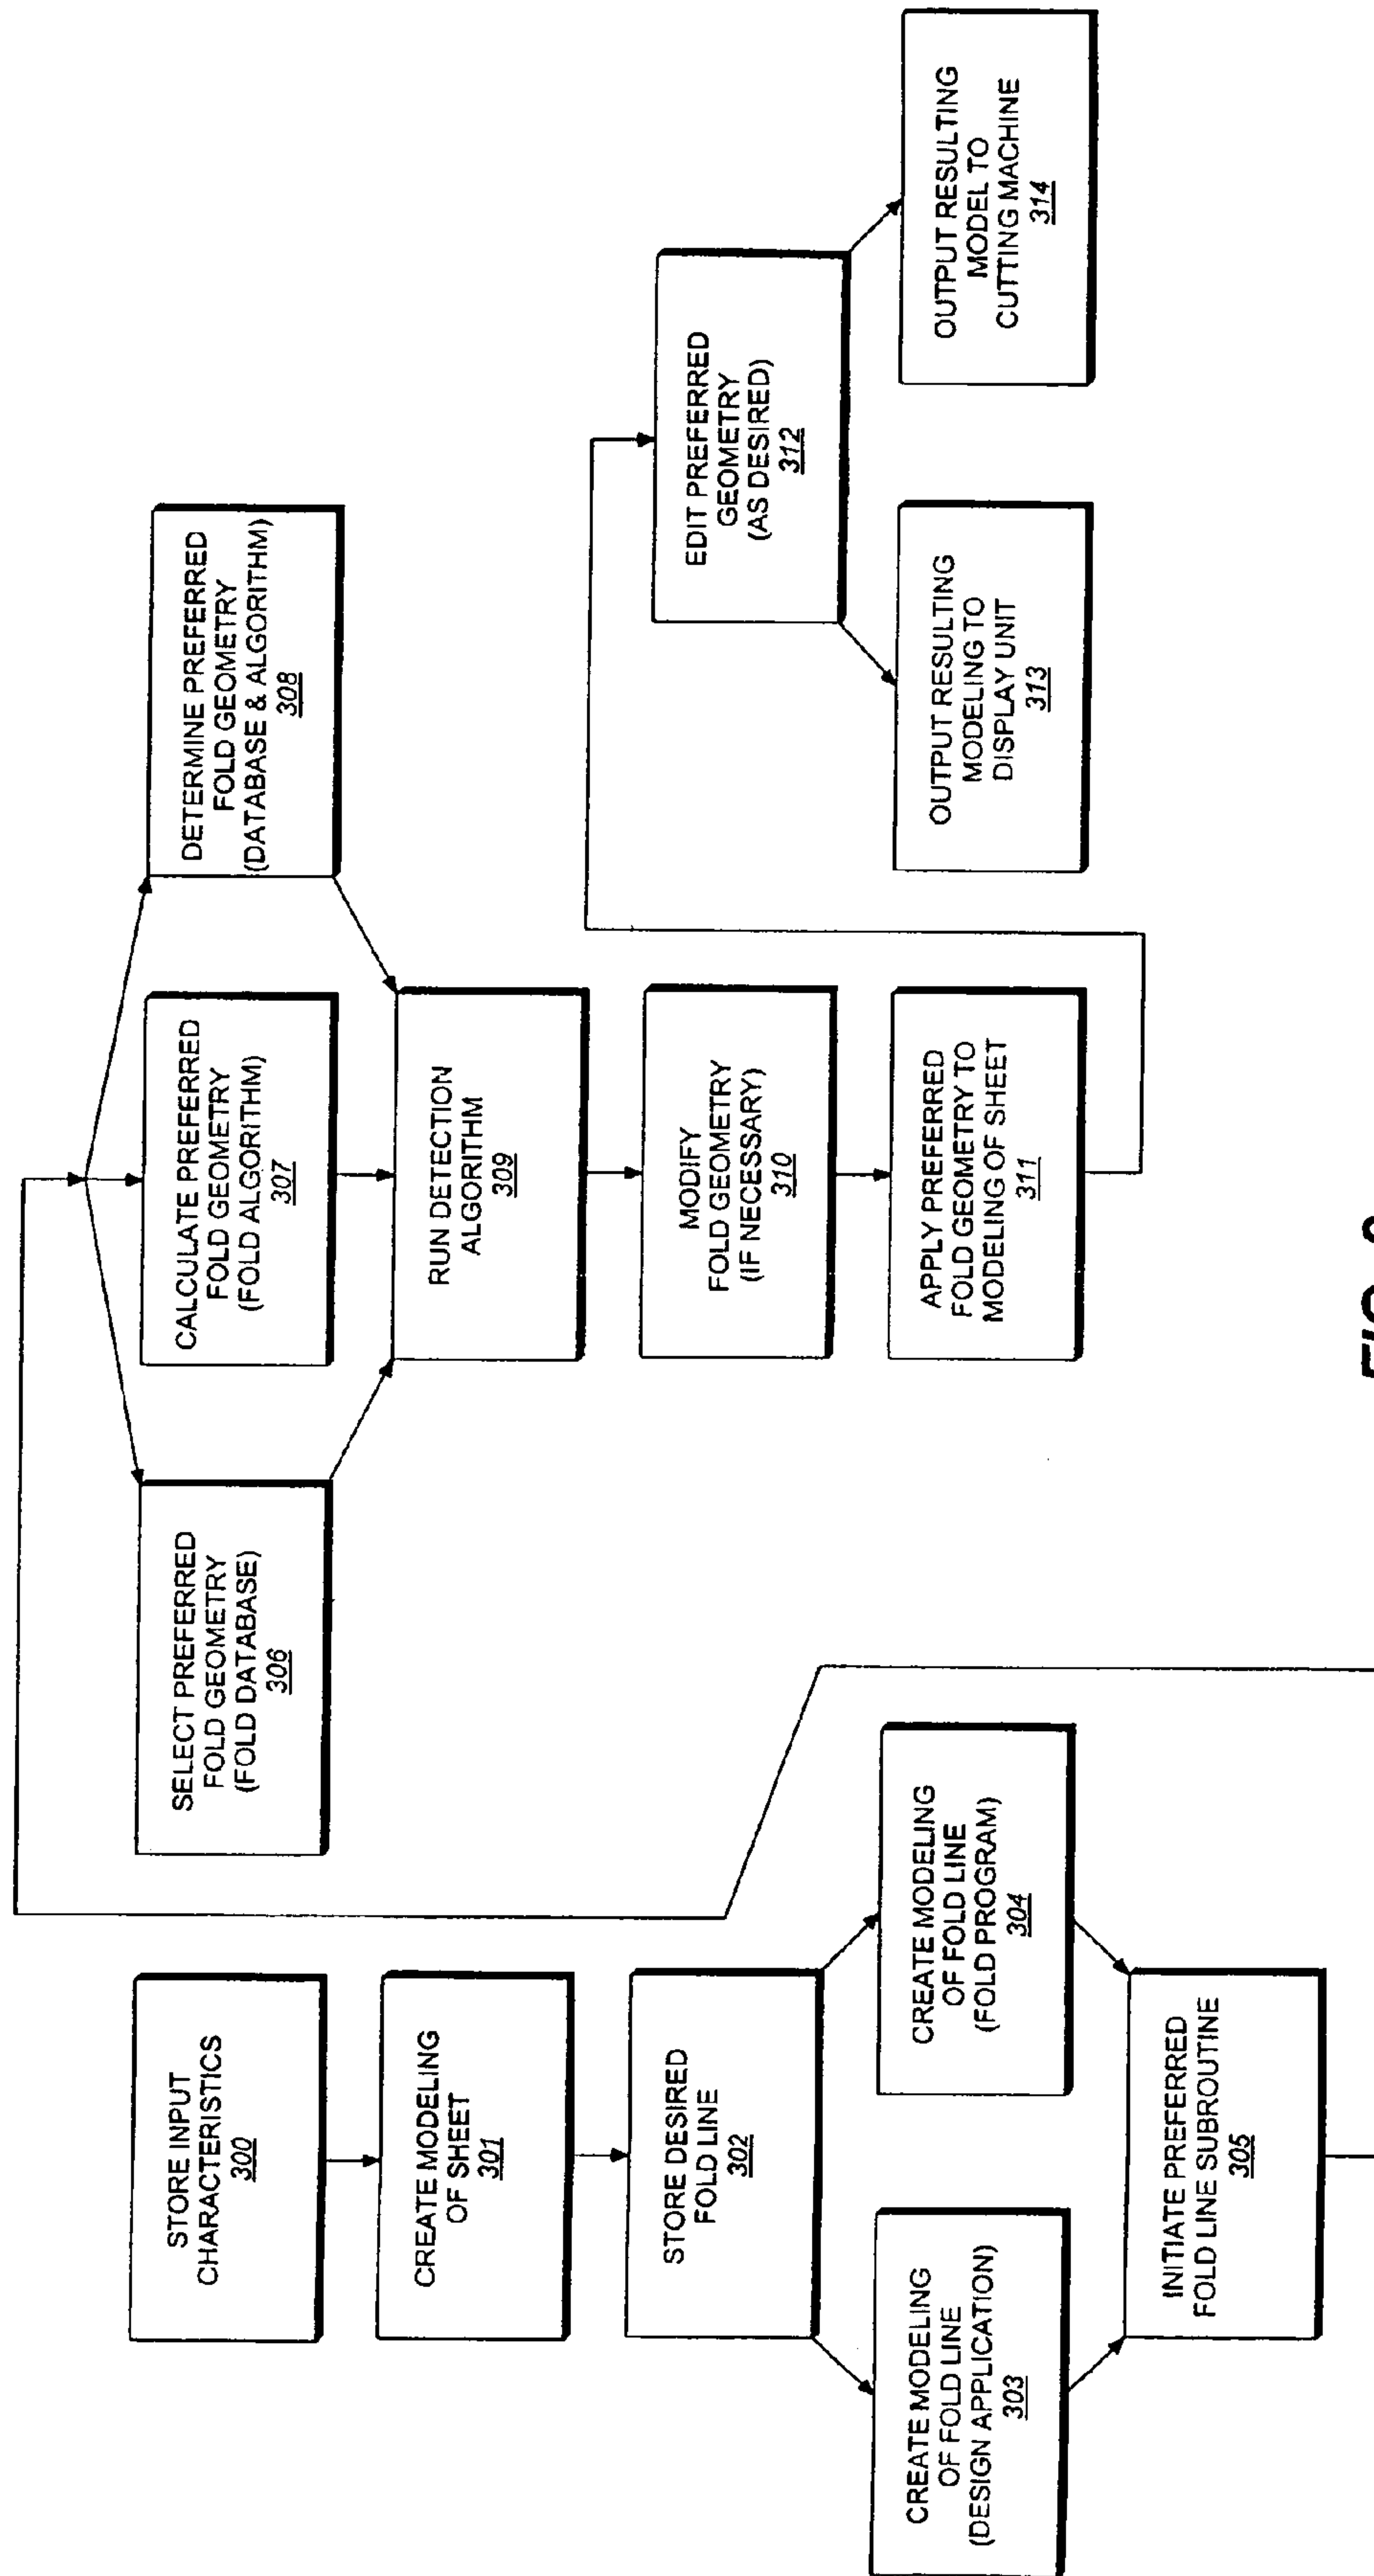 STORE INPUT
CHARACTERISTICS
300
CREATE MODELING
OF SHEET
301
STORE DESIRED
FOLD LINE
302
CREATE MODELING
OF FOLD LINE
(DESIGN APPLICATION)
303
CREATE MODELING
OF FOLD LINE
(FOLD PROGRAM)
304
INITIATE PREFERRED
FOLD LINE SUBROUTINE
305
SELECT PREFERRED
FOLD GEOMETRY
(FOLD DATABASE)
306
CALCULATE PREFERRED
FOLD GEOMETRY
(FOLD ALGORITHM)
307
DETERMINE PREFERRED
FOLD GEOMETRY
(DATABASE & ALGORITHM)
308
RUN DETECTION
ALGORITHM
309
MODIFY
FOLD GEOMETRY
(IF NECESSARY)
310
APPLY PREFERRED
FOLD GEOMETRY TO
MODELING OF SHEET
311
EDIT PREFERRED
GEOMETRY
(AS DESIRED)
312
OUTPUT RESULTING
MODELING TO
DISPLAY UNIT
313
OUTPUT RESULTING
MODEL TO
CUTTING MACHINE
314
FIG.